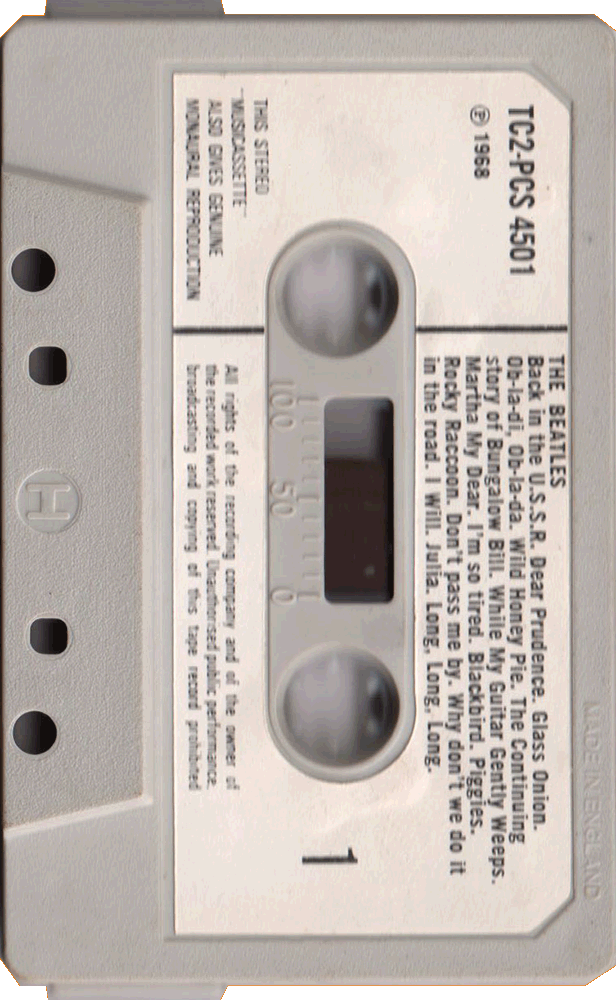 TC2-PCS 4501
Ⓟ 1968
THE BEATLES
Back in the U.S.S.R. Dear Prudence. Glass Onion.
Ob-la-di, Ob-la-da. Wild Honey Pie. The Continuing
story of Bungalow Bill. While My Guitar Gently Weeps.
Martha My Dear. I'm so tired. Blackbird. Piggies.
Rocky Raccoon. Don't pass me by. Why don't we do it
in the road. I Will. Julia. Long, Long, Long.
1
100 50 0
THIS STEREO
"MUSICASSETTE"
ALSO GIVES GENUINE
MONAURAL REPRODUCTION
All rights of the recording company and of the owner of
the recorded work reserved. Unauthorised public performance,
broadcasting and copying of this tape record prohibited
H
MADE IN ENGLAND